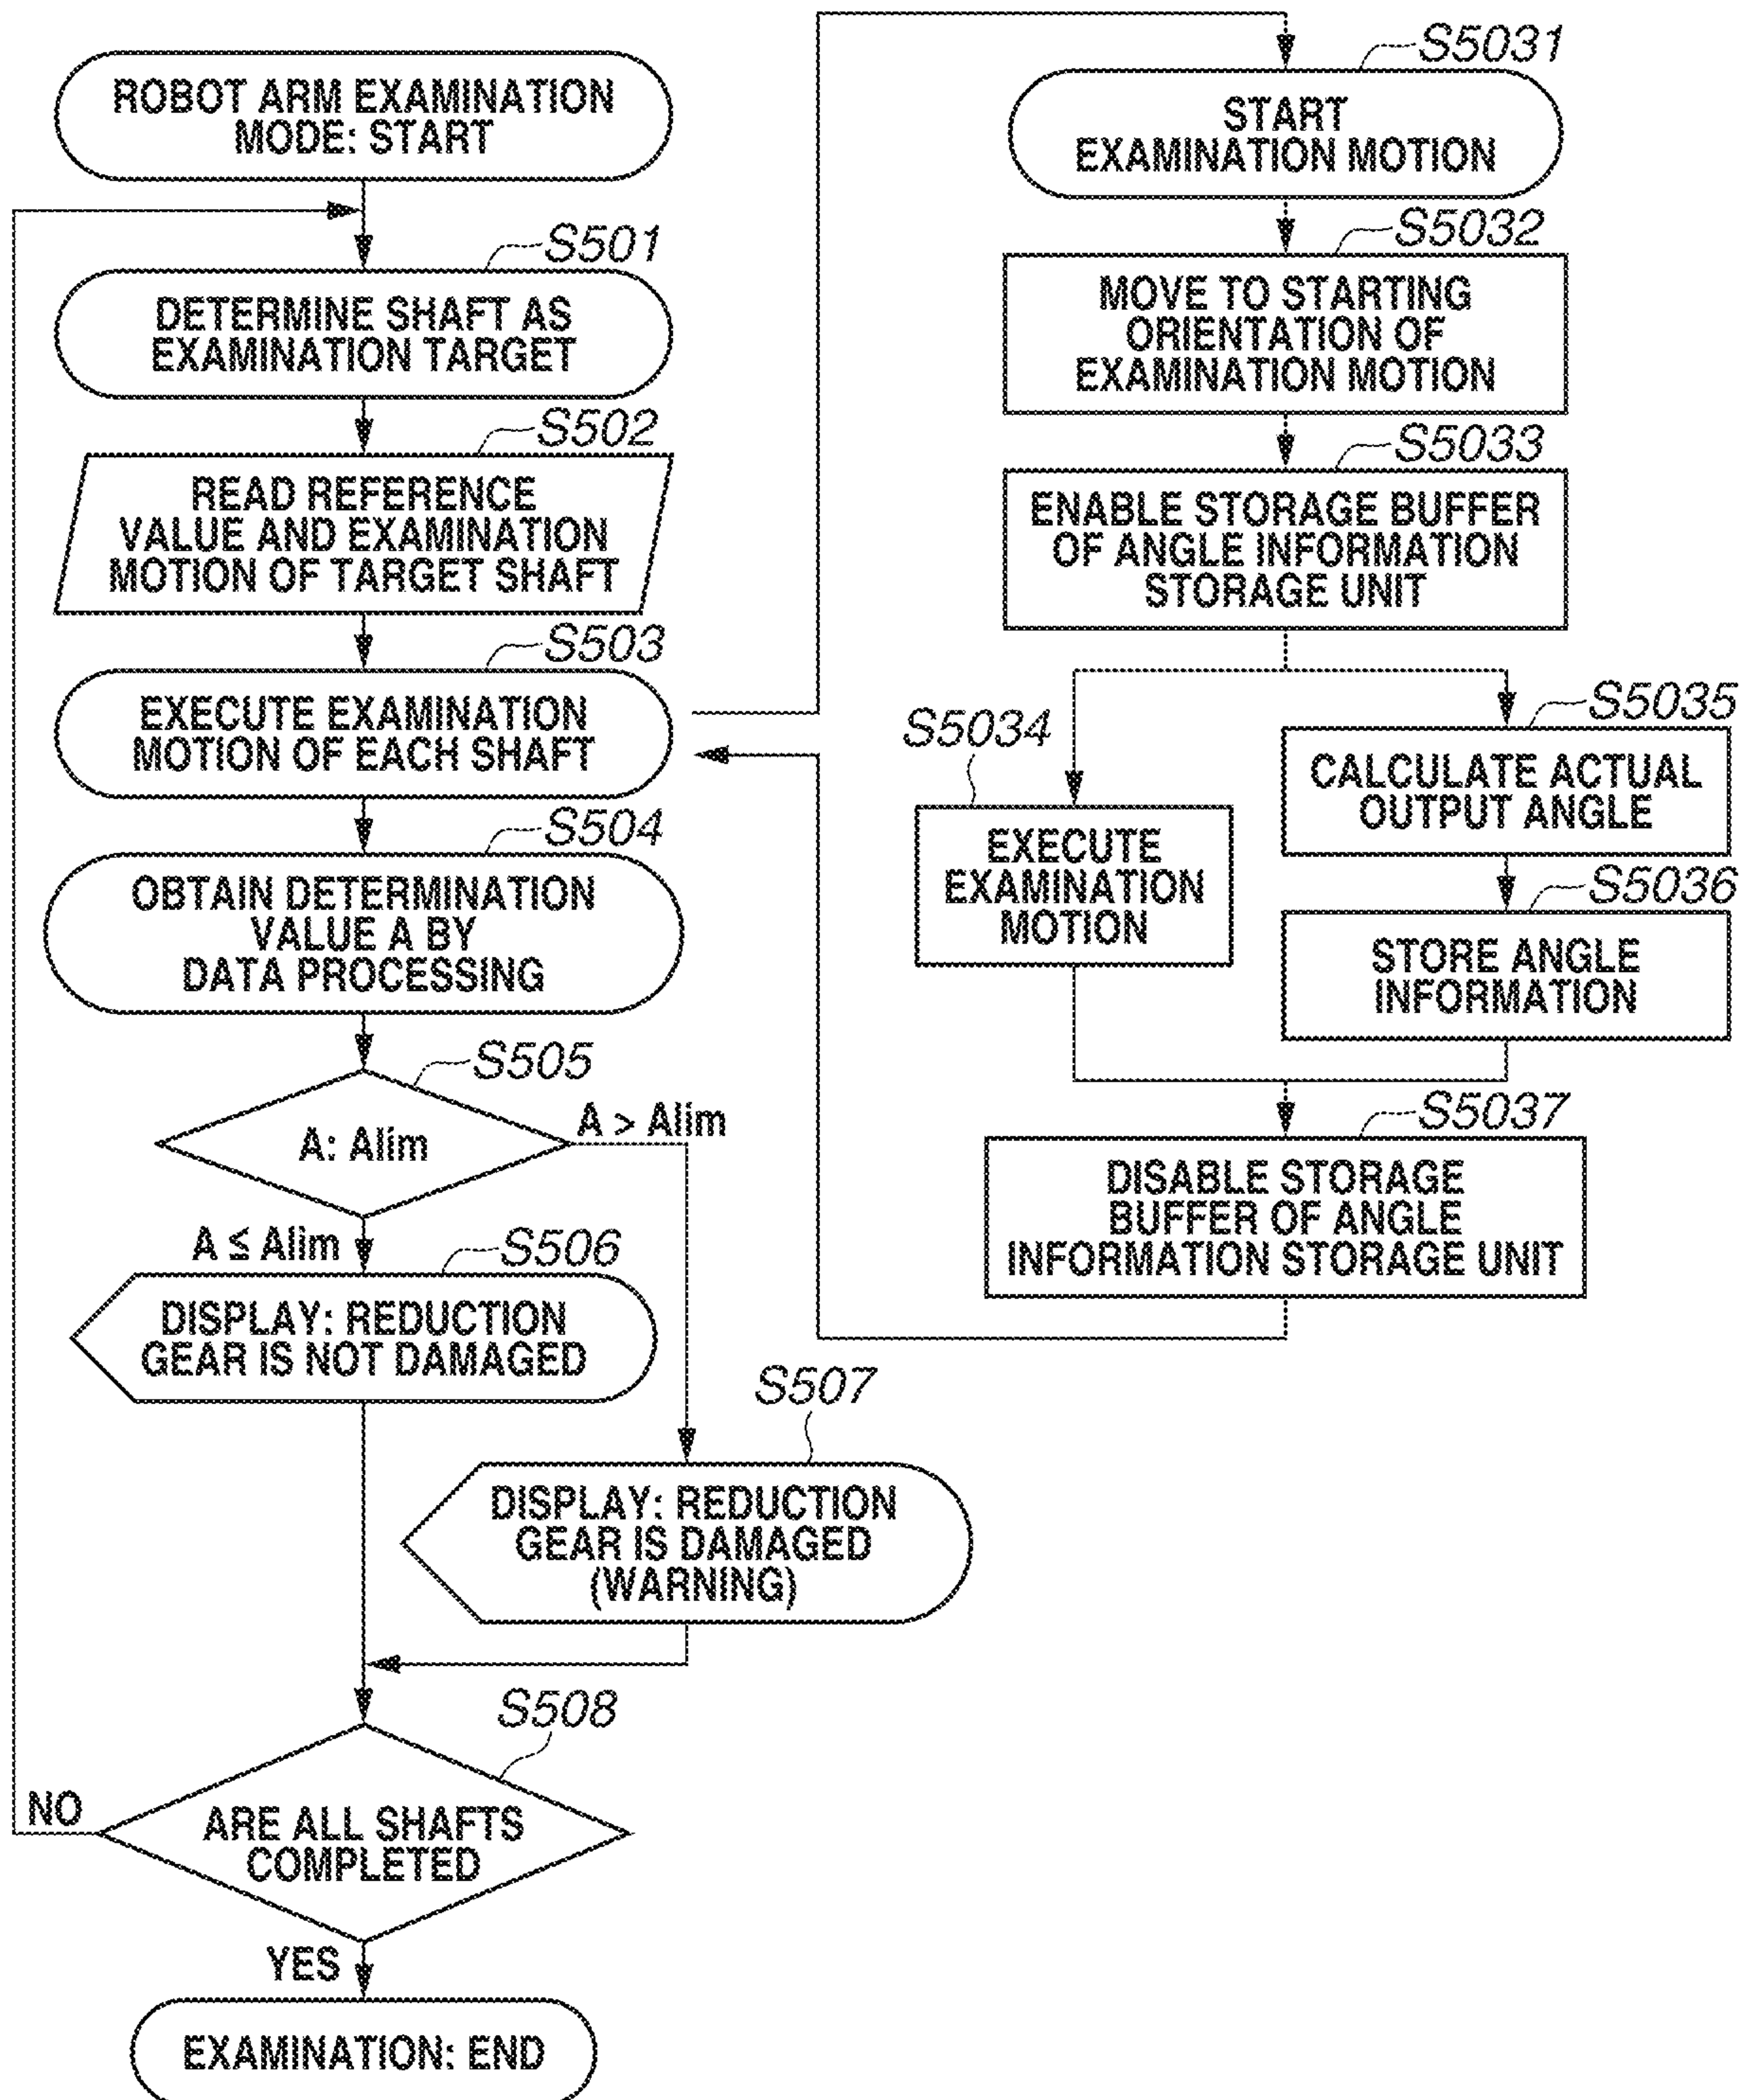 ROBOT ARM EXAMINATION
MODE: START
S501
DETERMINE SHAFT AS
EXAMINATION TARGET
S502
READ REFERENCE
VALUE AND EXAMINATION
MOTION OF TARGET SHAFT
S503
EXECUTE EXAMINATION
MOTION OF EACH SHAFT
S504
OBTAIN DETERMINATION
VALUE A BY
DATA PROCESSING
S505
A: Alim
A > Alim
A ≦ Alim
S506
DISPLAY: REDUCTION
GEAR IS NOT DAMAGED
S507
DISPLAY: REDUCTION
GEAR IS DAMAGED
(WARNING)
S508
ARE ALL SHAFTS
COMPLETED
NO
YES
EXAMINATION: END
S5031
START
EXAMINATION MOTION
S5032
MOVE TO STARTING
ORIENTATION OF
EXAMINATION MOTION
S5033
ENABLE STORAGE BUFFER
OF ANGLE INFORMATION
STORAGE UNIT
S5034
EXECUTE
EXAMINATION
MOTION
S5035
CALCULATE ACTUAL
OUTPUT ANGLE
S5036
STORE ANGLE
INFORMATION
S5037
DISABLE STORAGE
BUFFER OF ANGLE
INFORMATION STORAGE UNIT